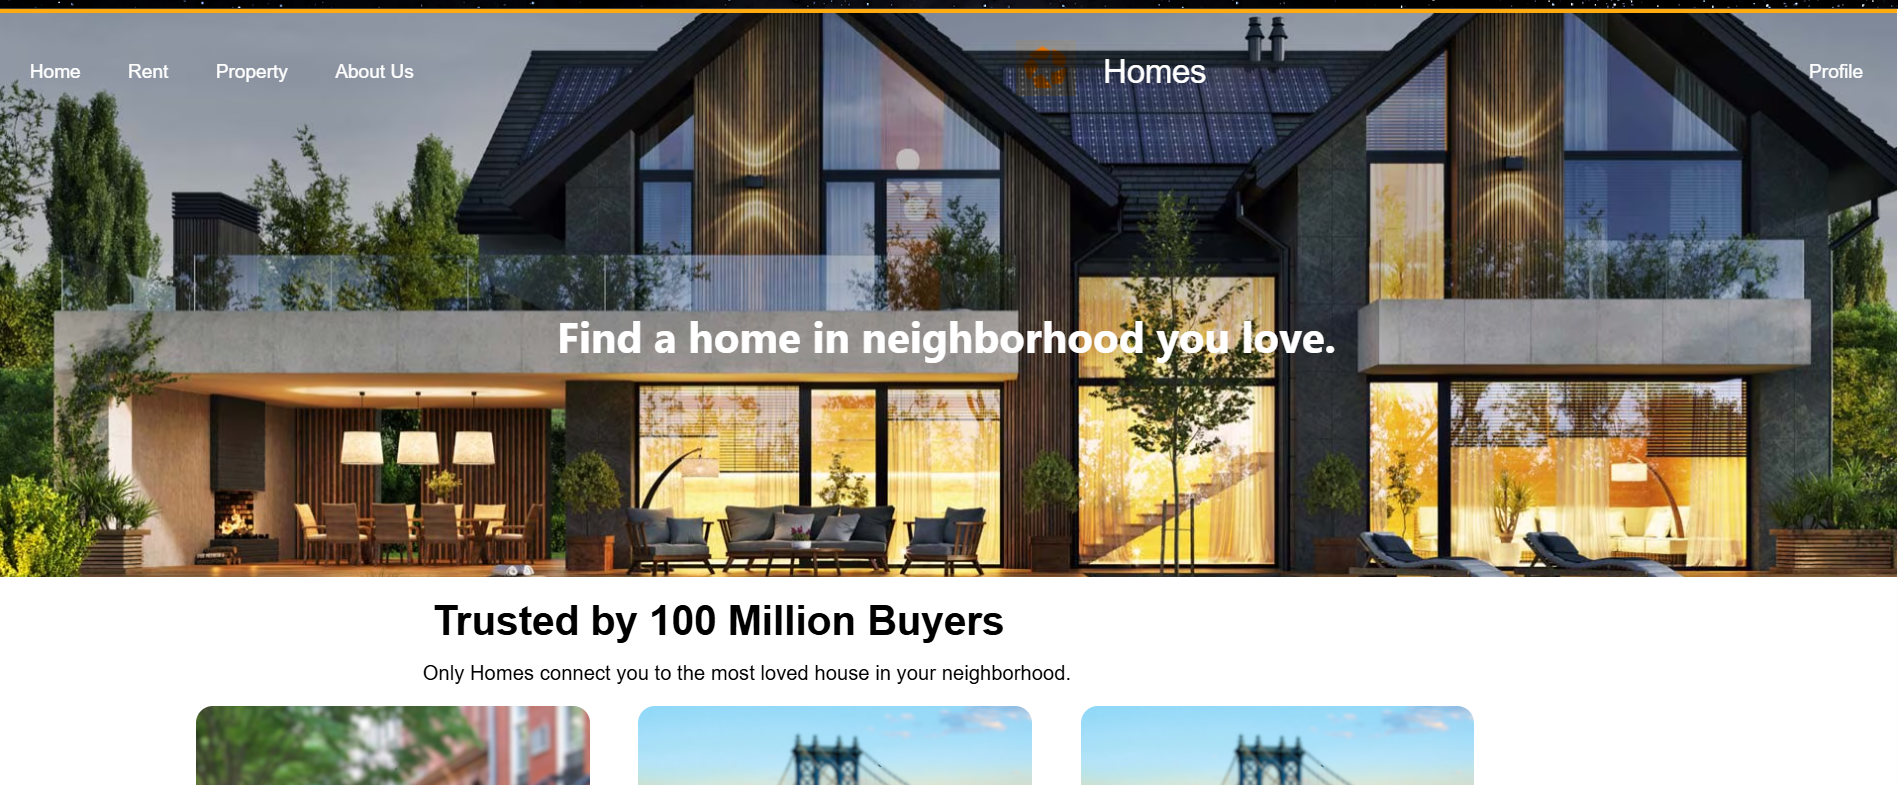 Home Rent Property About Us Homes Profile
Find a home in neighborhood you love.
Trusted by 100 Million Buyers
Only Homes connect you to the most loved house in your neighborhood.